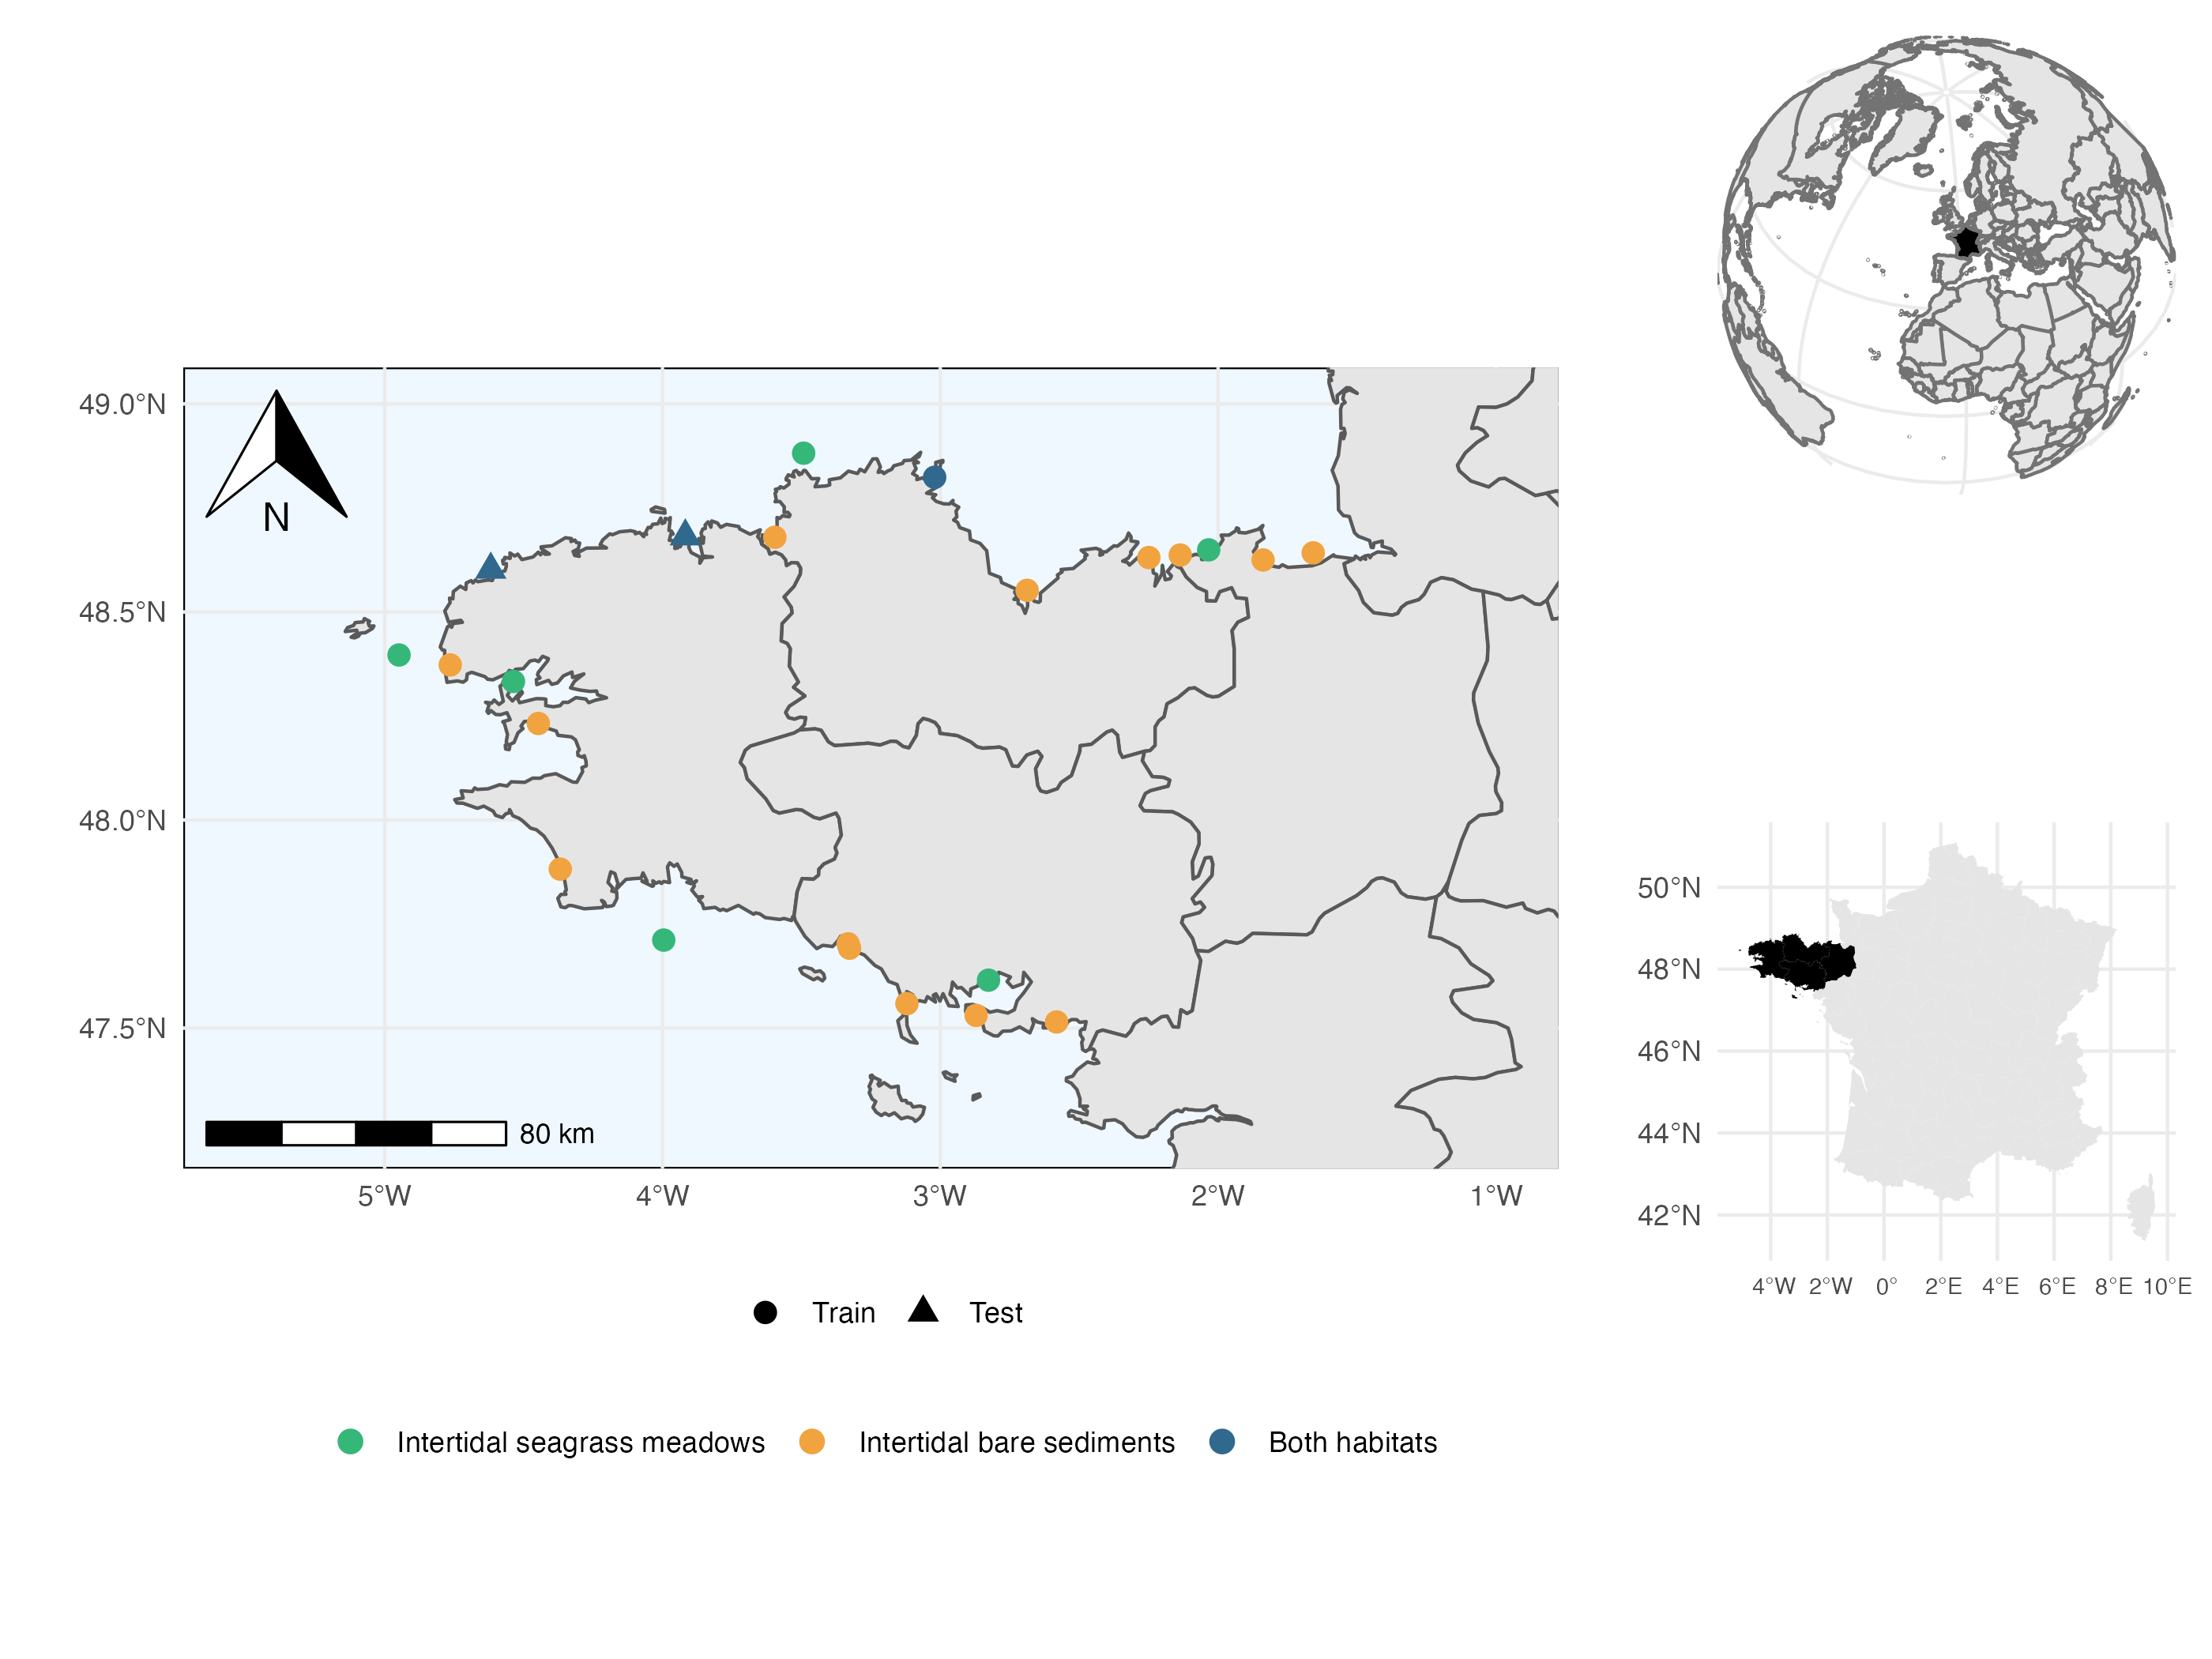 49.0°N
48.5°N
48.0°N
47.5°N
N
80 km
5°W 4°W 3°W 2°W 1°W
50°N
48°N
46°N
44°N
42°N
4°W 2°W 0° 2°E 4°E 6°E 8°E 10°E
Train Test
Intertidal seagrass meadows Intertidal bare sediments Both habitats